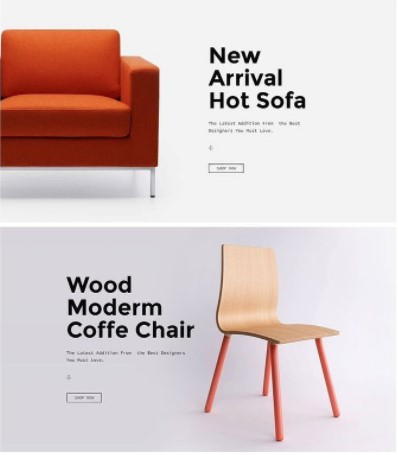 New
Arrival
Hot Sofa
The Latest Addition From the Best
Designers You Must Love.
SHOP NOW
Wood
Moderm
Coffe Chair
The Latest Addition From the Best Designers
You Must Love.
SHOP NOW